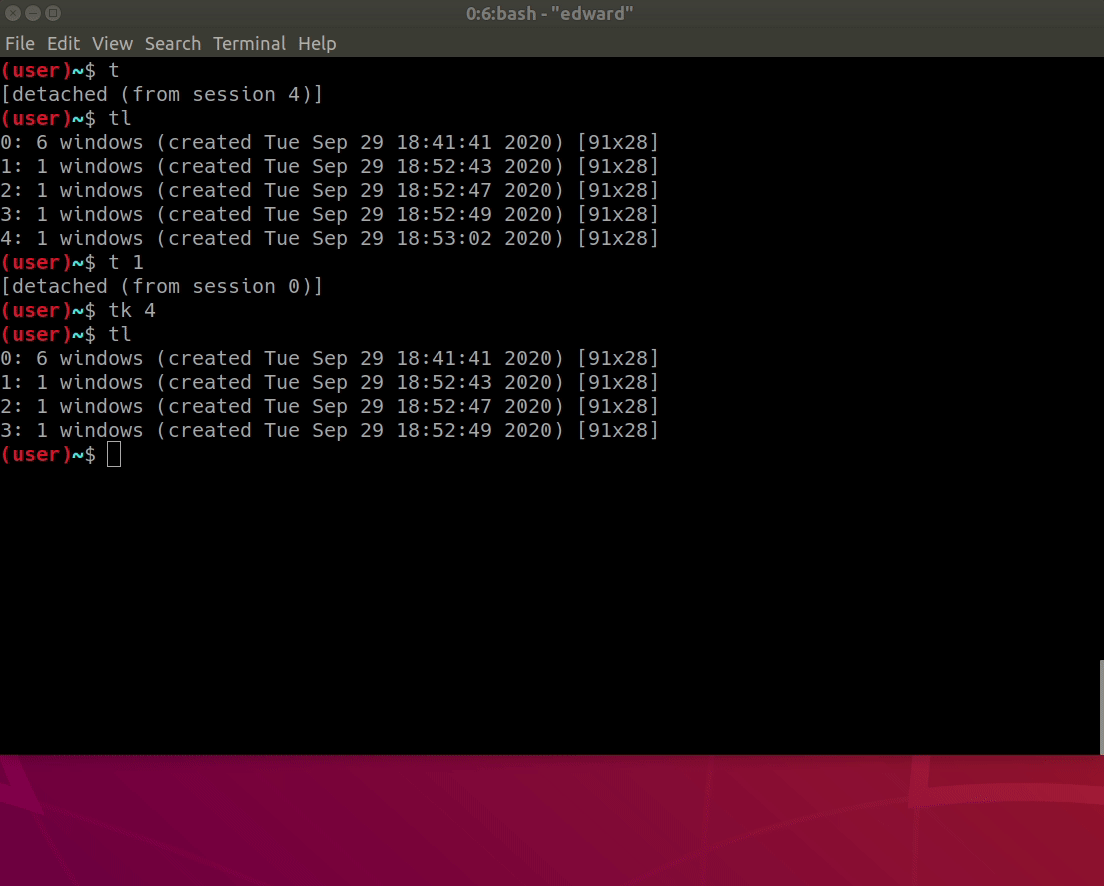 0:6:bash - "edward"
File Edit View Search Terminal Help
(user)~$ t
[detached (from session 4)]
(user)~$ tl
0: 6 windows (created Tue Sep 29 18:41:41 2020) [91x28]
1: 1 windows (created Tue Sep 29 18:52:43 2020) [91x28]
2: 1 windows (created Tue Sep 29 18:52:47 2020) [91x28]
3: 1 windows (created Tue Sep 29 18:52:49 2020) [91x28]
4: 1 windows (created Tue Sep 29 18:53:02 2020) [91x28]
(user)~$ t 1
[detached (from session 0)]
(user)~$ tk 4
(user)~$ tl
0: 6 windows (created Tue Sep 29 18:41:41 2020) [91x28]
1: 1 windows (created Tue Sep 29 18:52:43 2020) [91x28]
2: 1 windows (created Tue Sep 29 18:52:47 2020) [91x28]
3: 1 windows (created Tue Sep 29 18:52:49 2020) [91x28]
(user)~$